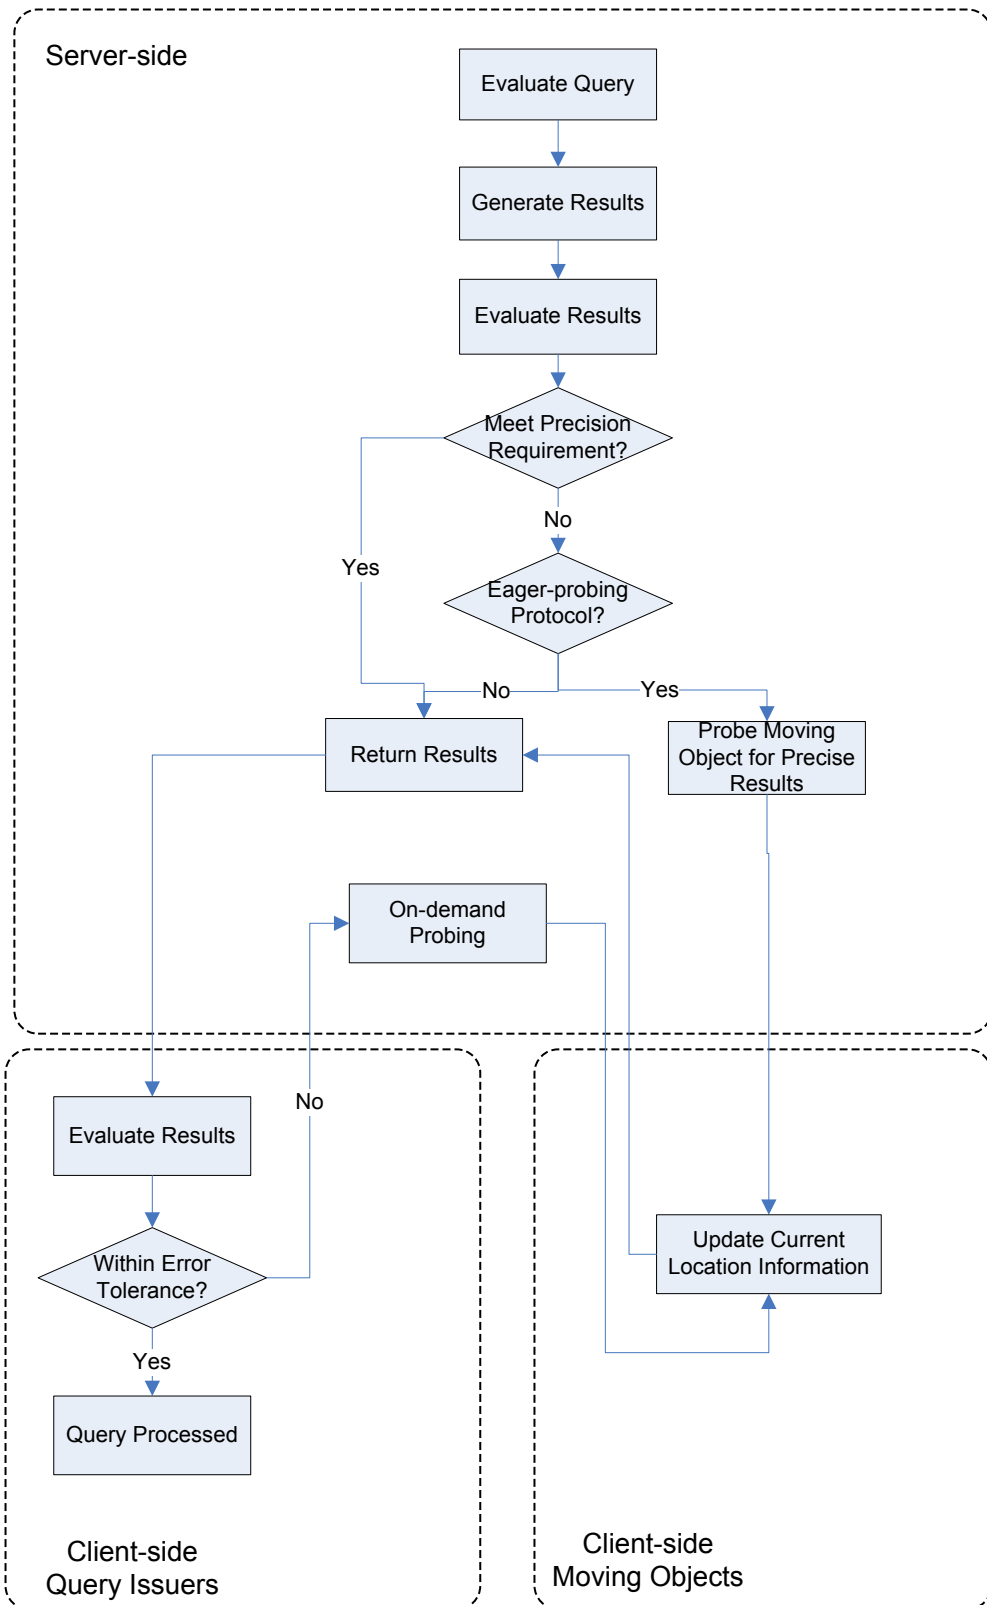 Server-side
Evaluate Query
Generate Results
Evaluate Results
Meet Precision
Requirement?
No
Yes
Eager-probing
Protocol?
No
Yes
Return Results
Probe Moving
Object for Precise
Results
On-demand
Probing
No
Evaluate Results
Within Error
Tolerance?
Update Current
Location Information
Yes
Query Processed
Client-side
Query Issuers
Client-side
Moving Objects